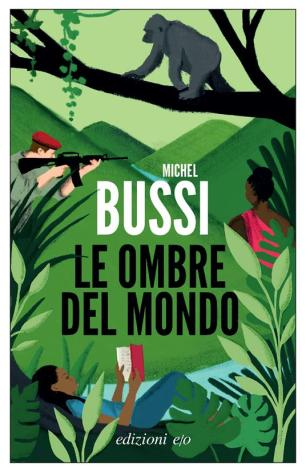 MICHEL
BUSSI
LE OMBRE
DEL MONDO
edizioni e/o